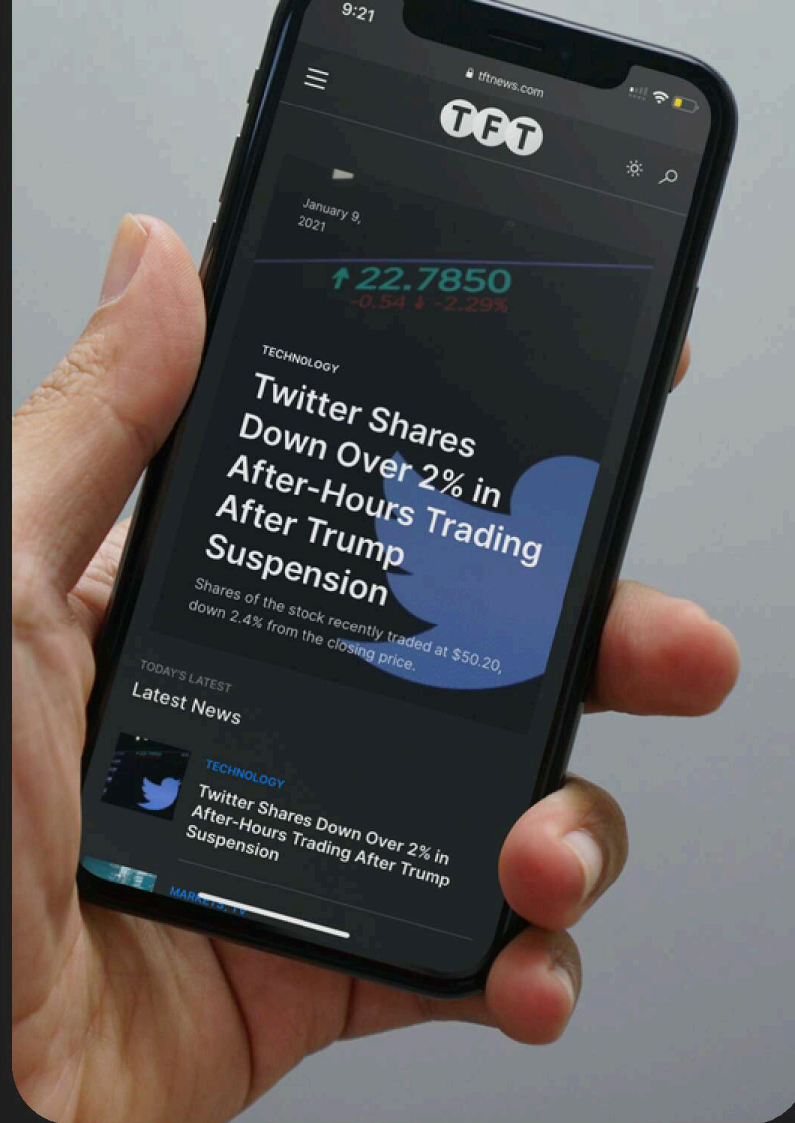 9:21
tftnews.com
TFT
January 9,
2021
↑22.7850
-0.54 ↓ -2.29%
TECHNOLOGY
Twitter Shares
Down Over 2% in
After-Hours Trading
After Trump
Suspension
Shares of the stock recently traded at $50.20,
down 2.4% from the closing price.
TODAY'S LATEST
Latest News
TECHNOLOGY
Twitter Shares Down Over 2% in
After-Hours Trading After Trump
Suspension
MARKETS, TV